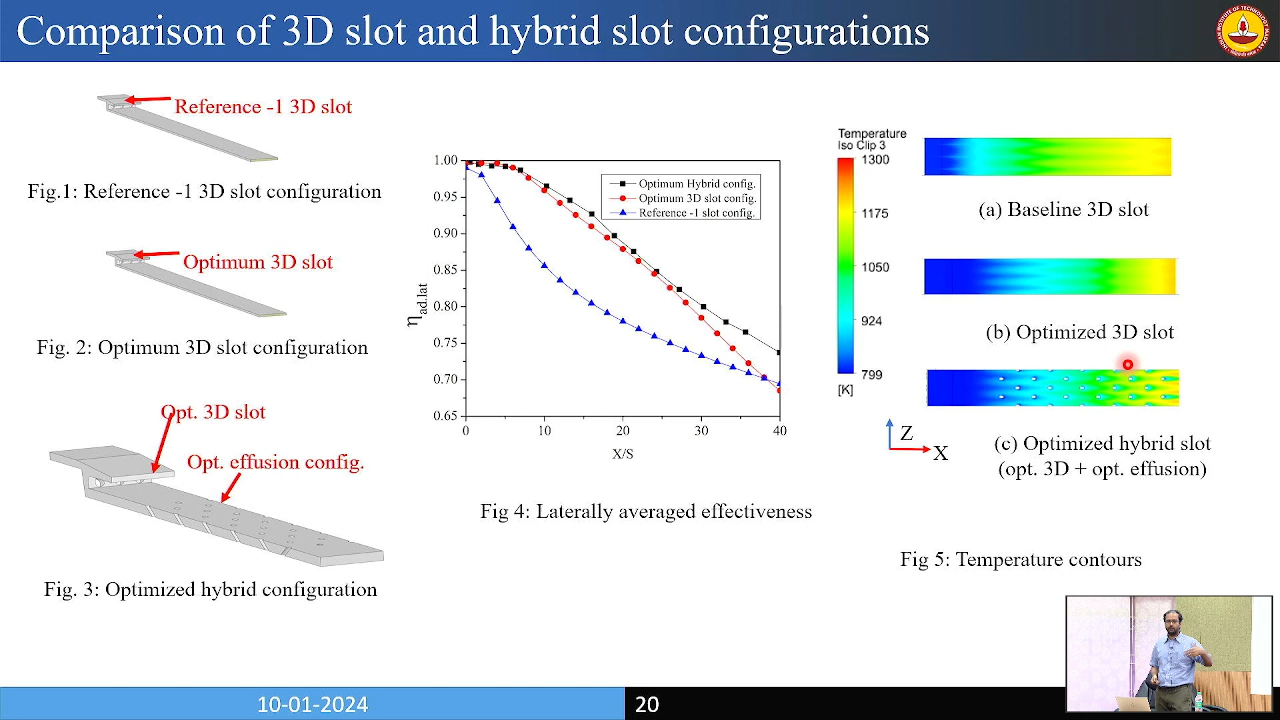 Comparison of 3D slot and hybrid slot configurations
Reference -1 3D slot
Fig.1: Reference -1 3D slot configuration
Optimum 3D slot
Fig. 2: Optimum 3D slot configuration
Opt. 3D slot
Opt. effusion config.
Fig. 3: Optimized hybrid configuration
1.00
0.95
0.90
0.85
0.80
0.75
0.70
0.65
ηad.lat
Optimum Hybrid config.
Optimum 3D slot config.
Reference -1 slot config.
0 10 20 30 40
X/S
Fig 4: Laterally averaged effectiveness
Temperature
Iso Clip 3
1300
1175
1050
924
799
[K]
(a) Baseline 3D slot
(b) Optimized 3D slot
Z
X
(c) Optimized hybrid slot
(opt. 3D + opt. effusion)
Fig 5: Temperature contours
10-01-2024
20